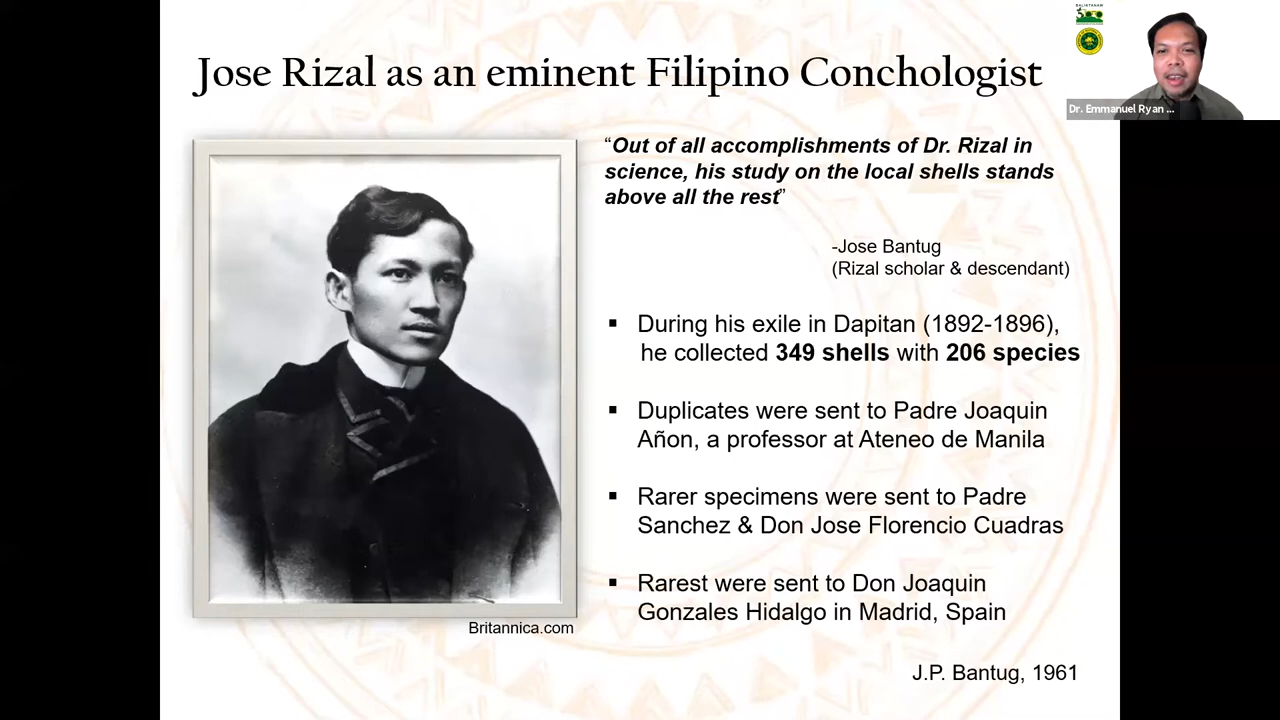 Jose Rizal as an eminent Filipino Conchologist
Dr. Emmanuel Ryan ...
“Out of all accomplishments of Dr. Rizal in
science, his study on the local shells stands
above all the rest”
-Jose Bantug
(Rizal scholar & descendant)
▪ During his exile in Dapitan (1892-1896),
he collected 349 shells with 206 species
▪ Duplicates were sent to Padre Joaquin
Añon, a professor at Ateneo de Manila
▪ Rarer specimens were sent to Padre
Sanchez & Don Jose Florencio Cuadras
▪ Rarest were sent to Don Joaquin
Gonzales Hidalgo in Madrid, Spain
Britannica.com
J.P. Bantug, 1961